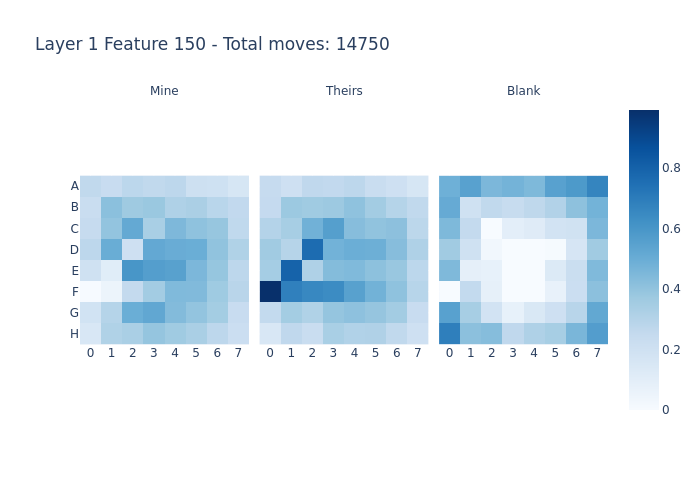 Layer 1 Feature 150 - Total moves: 14750
Mine
Theirs
Blank
A
B
C
D
E
F
G
H
0 1 2 3 4 5 6 7
0 1 2 3 4 5 6 7
0 1 2 3 4 5 6 7
0.8
0.6
0.4
0.2
0